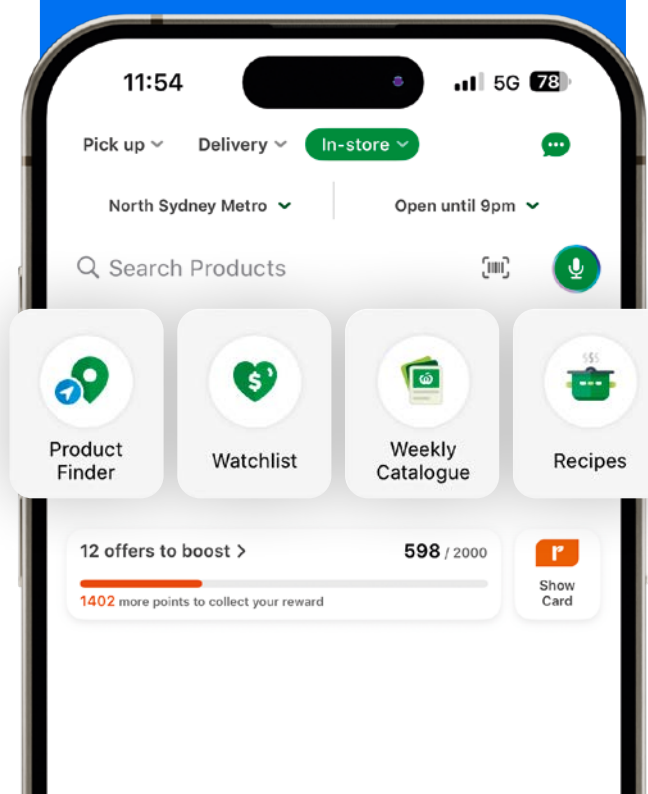 11:54
5G 78
Pick up Delivery In-store
North Sydney Metro Open until 9pm
Search Products
Product
Finder
Watchlist
Weekly
Catalogue
Recipes
12 offers to boost > 598 / 2000
1402 more points to collect your reward
Show
Card